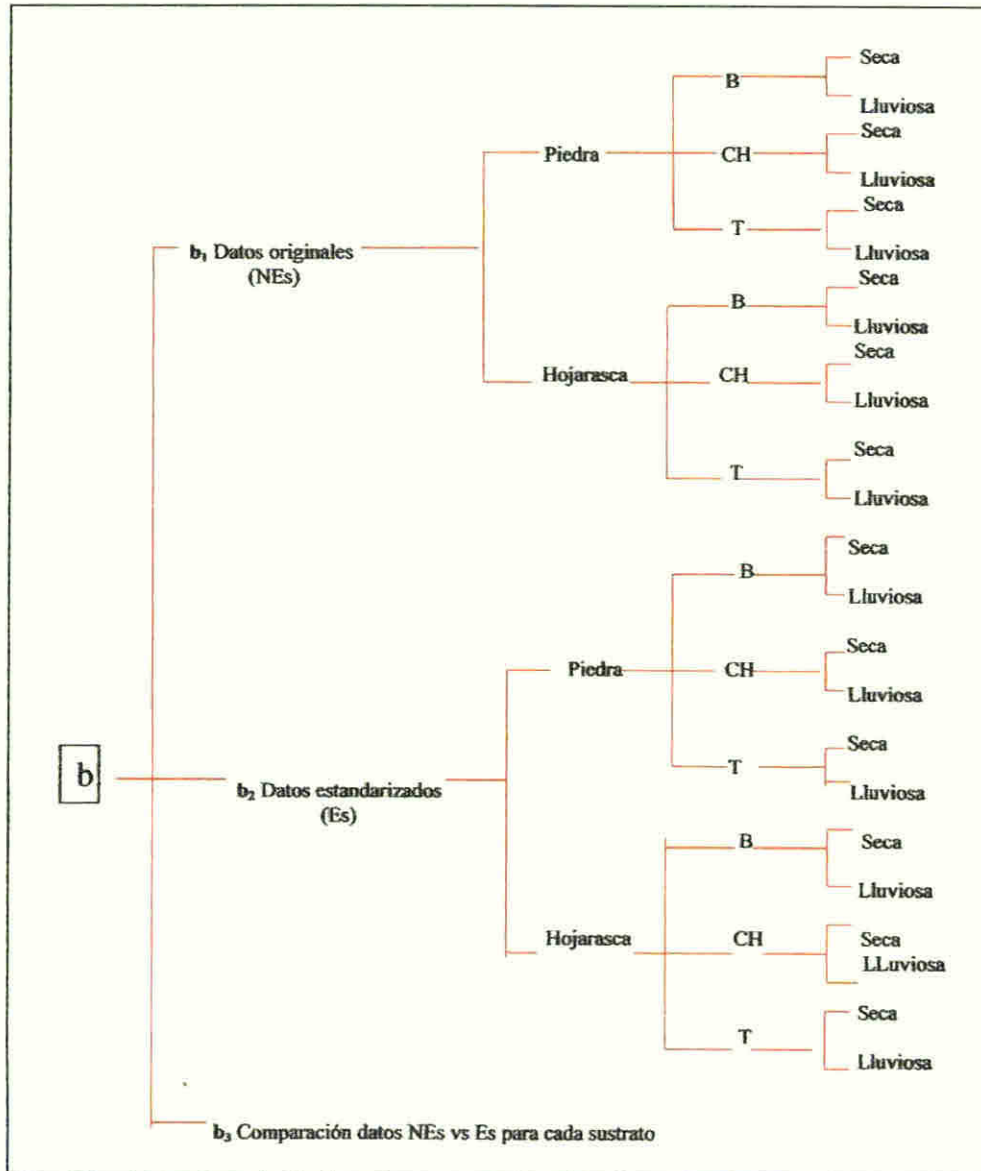 Seca
B
Lluviosa
Seca
Piedra
CH
Lluviosa
Seca
T
b₁ Datos originales
(NEs)
Lluviosa
Seca
B
Lluviosa
Seca
Hojarasca
CH
Lluviosa
Seca
T
Lluviosa
Seca
B
Lluviosa
Seca
Piedra
CH
Lluviosa
Seca
T
b
b₂ Datos estandarizados
(Es)
Lluviosa
B
Seca
Lluviosa
Hojarasca
CH
Seca
LLuviosa
Seca
T
Lluviosa
b₃ Comparación datos NEs vs Es para cada sustrato